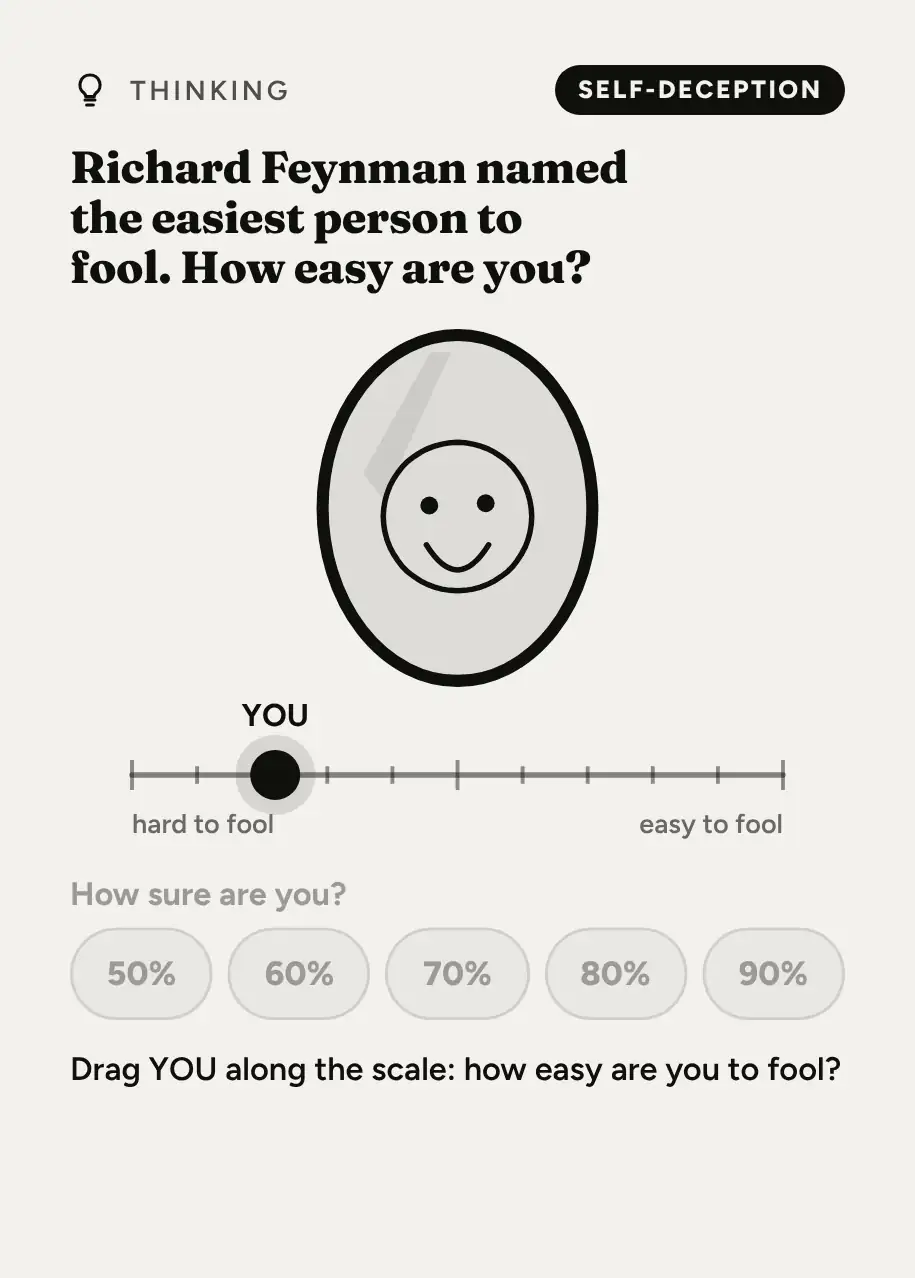 THINKING
SELF-DECEPTION
Richard Feynman named
the easiest person to
fool. How easy are you?
YOU
hard to fool
easy to fool
How sure are you?
50%
60%
70%
80%
90%
Drag YOU along the scale: how easy are you to fool?